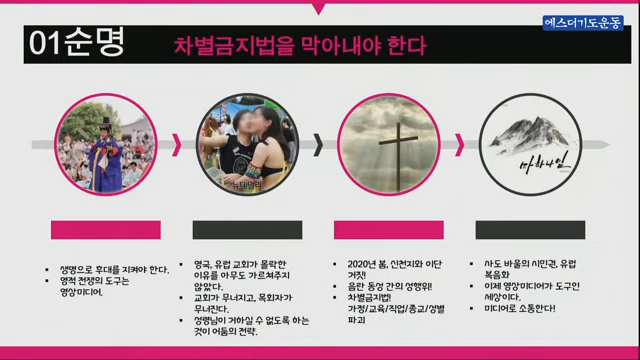 에스더기도운동
01순명
차별금지법을 막아내야 한다
뉴데일리
마하나임
생명으로 후대를 지켜야 한다.
영적 전쟁의 도구는
영상미디어.
영국, 유럽 교회가 몰락한
이유를 아무도 가르쳐주지
않았다.
교회가 무너지고, 목회자가
무너진다.
성령님이 거하실 수 없도록 하는
것이 어둠의 전략.
2020년 봄, 신천지와 이단
거짓!
음란 동성 간의 성행위!
차별금지법!
가정/교육/직업/종교/성별
파괴
사도 바울의 시민권, 유럽
복음화
이제 영상미디어가 도구인
세상이다.
미디어로 소통한다!